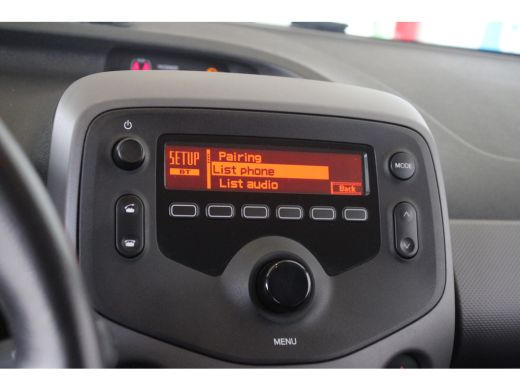 SETUP
BT
Pairing
List phone
List audio
Back
MODE
MENU